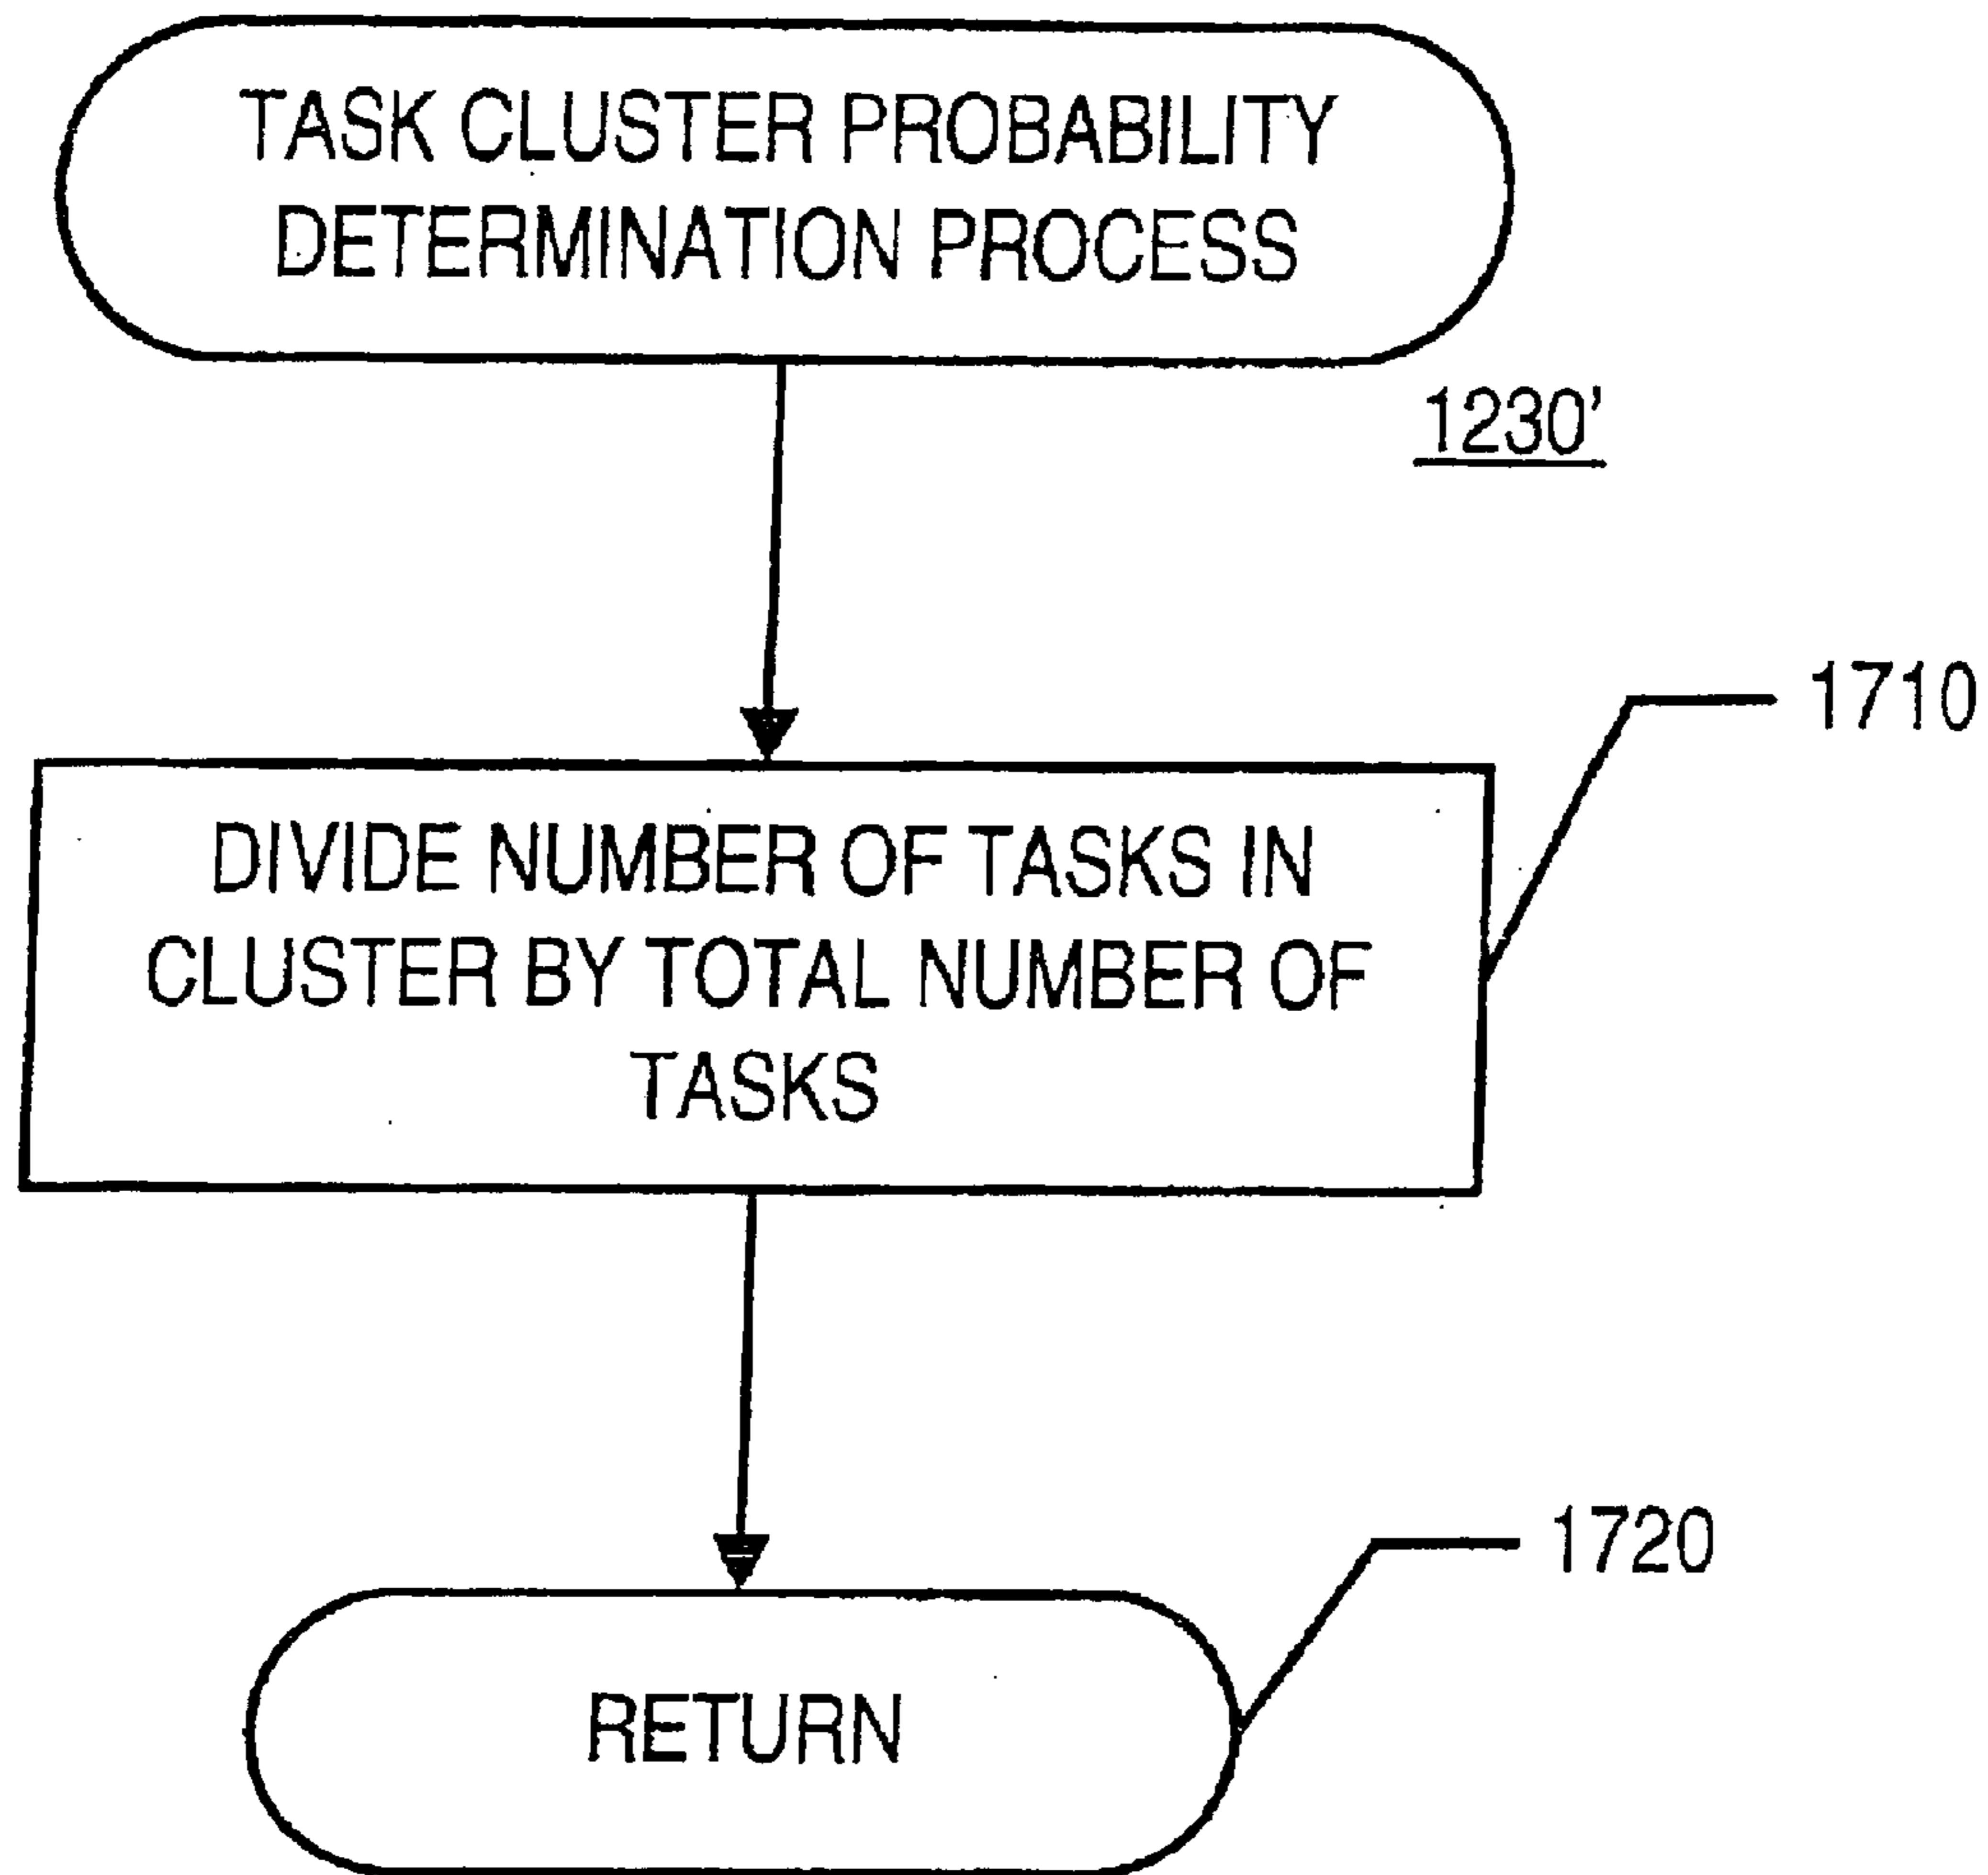 TASK CLUSTER PROBABILITY
DETERMINATION PROCESS
1230'
1710
DIVIDE NUMBER OF TASKS IN
CLUSTER BY TOTAL NUMBER OF
TASKS
1720
RETURN